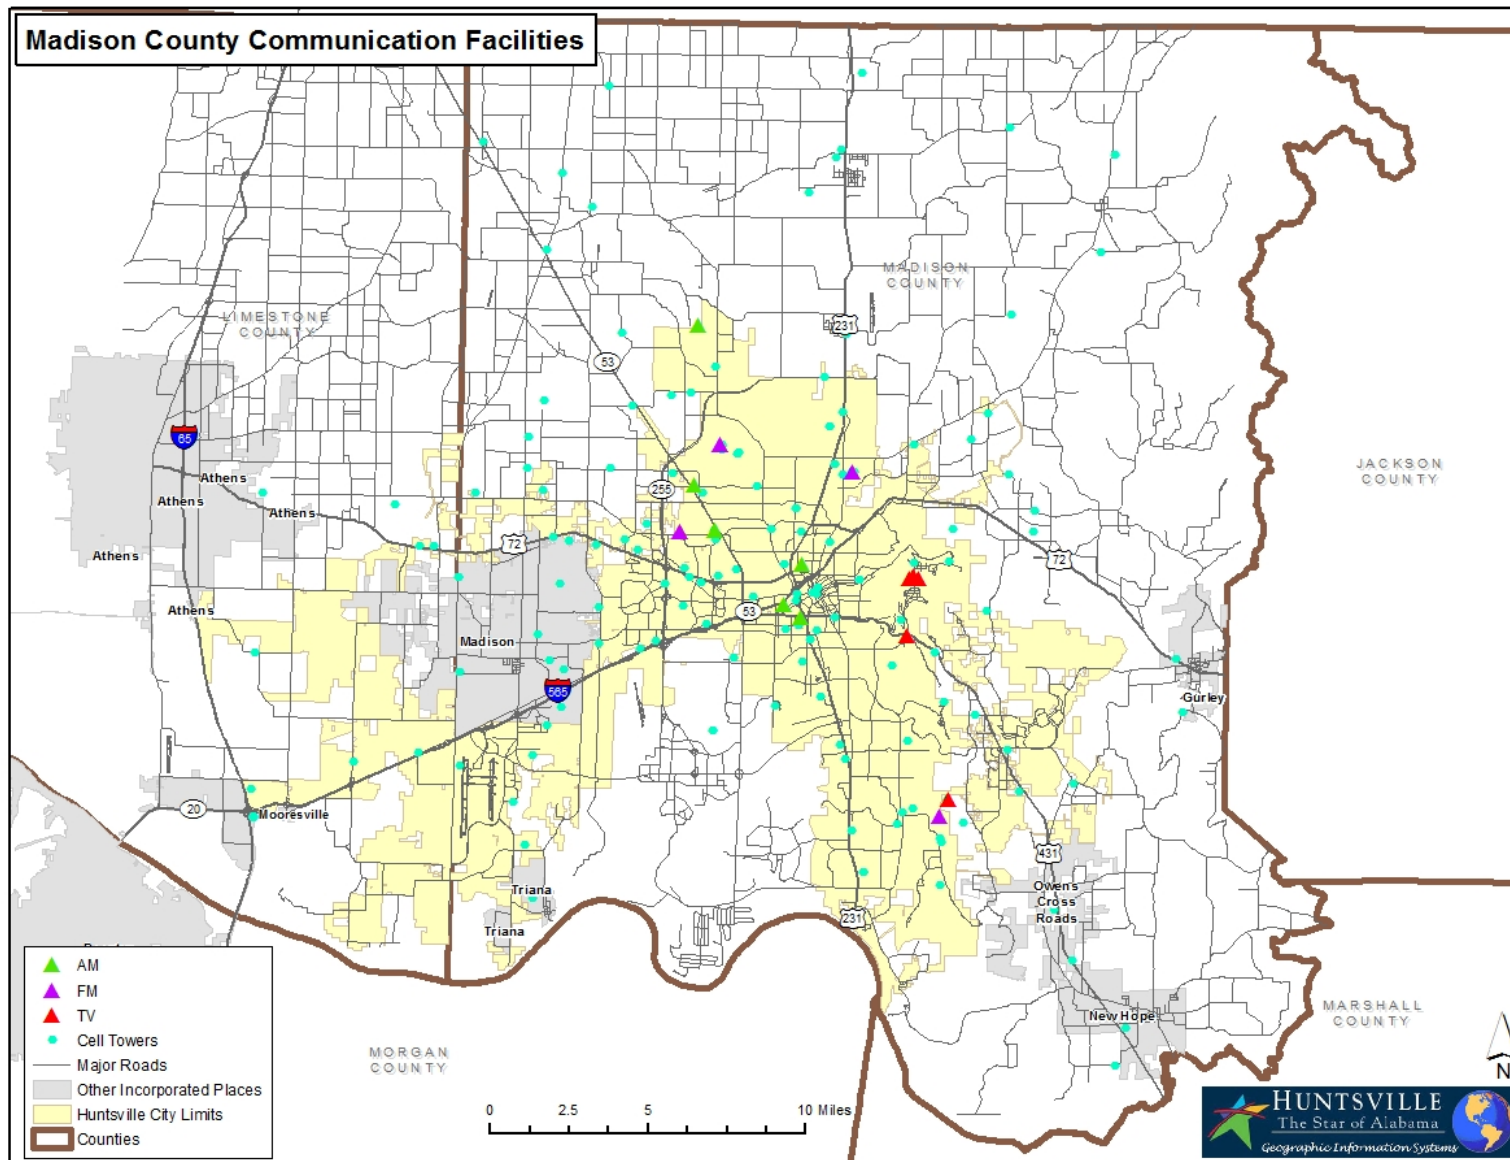 Madison County Communication Facilities
MADISON
COUNTY
LIMESTONE
COUNTY
231
53
65
JACKSON
COUNTY
Athens
Athens
255
Athens
72
Athens
72
Athens
53
Madison
565
Gurley
20
Mooresville
431
Triana
Owens
Cross
Roads
231
Triana
AM
FM
TV
Cell Towers
Major Roads
Other Incorporated Places
Huntsville City Limits
Counties
New Hope
MARSHALL
COUNTY
MORGAN
COUNTY
N
0 2.5 5 10 Miles
HUNTSVILLE
The Star of Alabama
Geographic Information Systems